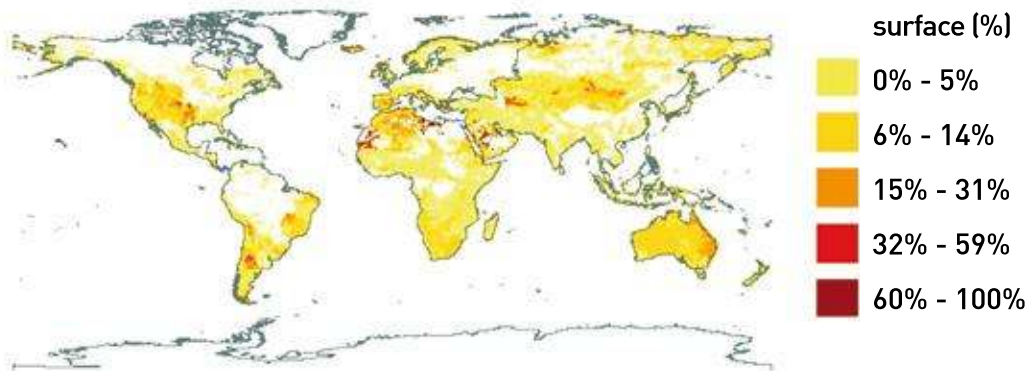 surface (%)
0% - 5%
6% - 14%
15% - 31%
32% - 59%
60% - 100%